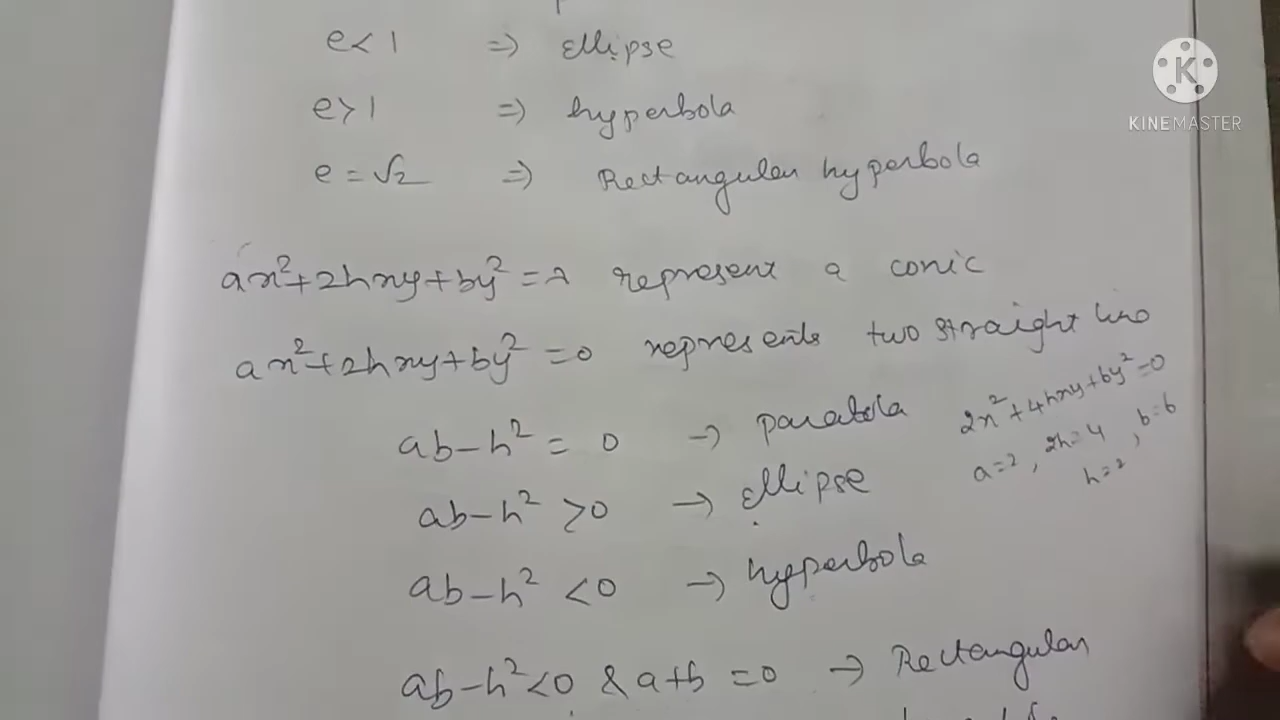 e < 1 => Ellipse
e > 1 => hyperbola
e = √2 => Rectangular hyperbola
ax²+2hxy+by² = λ represent a conic
ax²+2hxy+by² = 0 represents two straight line
ab-h² = 0 → parabola
ab-h² > 0 → ellipse
ab-h² < 0 → hyperbola
ab-h² < 0 & a+b = 0 → Rectangular
2x²+4hxy+6y² = 0
a=2, 2h=4, b=6
h=2
K
KINEMASTER